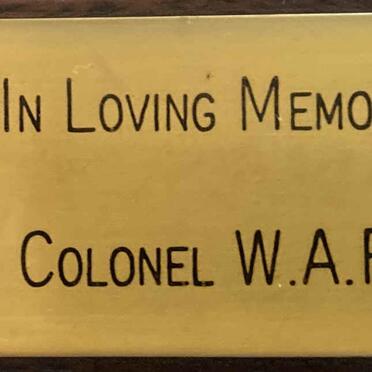 IN LOVING MEMO
COLONEL W.A.